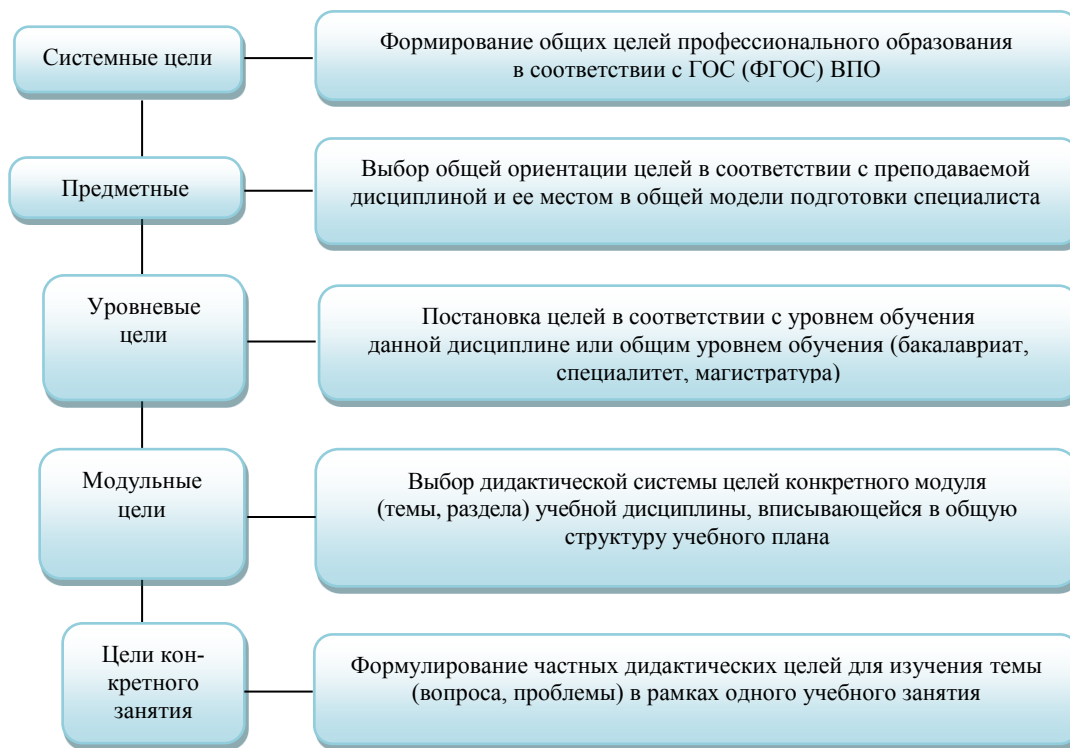 Системные цели
Формирование общих целей профессионального образования
в соответствии с ГОС (ФГОС) ВПО
Предметные
Выбор общей ориентации целей в соответствии с преподаваемой
дисциплиной и ее местом в общей модели подготовки специалиста
Уровневые
цели
Постановка целей в соответствии с уровнем обучения
данной дисциплине или общим уровнем обучения (бакалавриат,
специалитет, магистратура)
Модульные
цели
Выбор дидактической системы целей конкретного модуля
(темы, раздела) учебной дисциплины, вписывающейся в общую
структуру учебного плана
Цели кон-
кретного
занятия
Формулирование частных дидактических целей для изучения темы
(вопроса, проблемы) в рамках одного учебного занятия